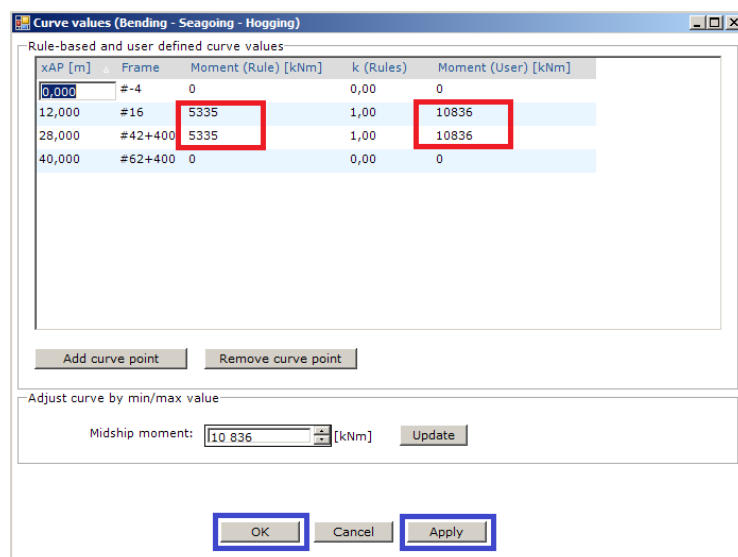 Curve values (Bending - Seagoing - Hogging)
Rule-based and user defined curve values
xAP [m] Frame Moment (Rule) [kNm] k (Rules) Moment (User) [kNm]
0,000 #-4 0 0,00 0
12,000 #16 5335 1,00 10836
28,000 #42+400 5335 1,00 10836
40,000 #62+400 0 0,00 0
Add curve point Remove curve point
Adjust curve by min/max value
Midship moment: 10 836 [kNm] Update
OK Cancel Apply